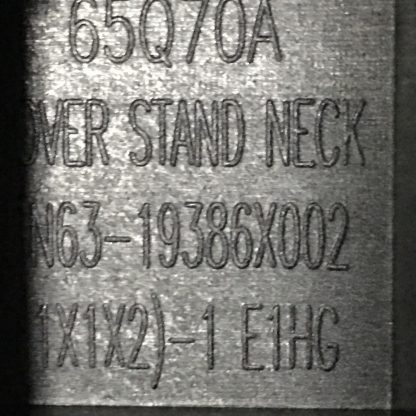 65Q70A
OVER STAND NECK
N63-19386X002
1X1X2)-1 E1HG